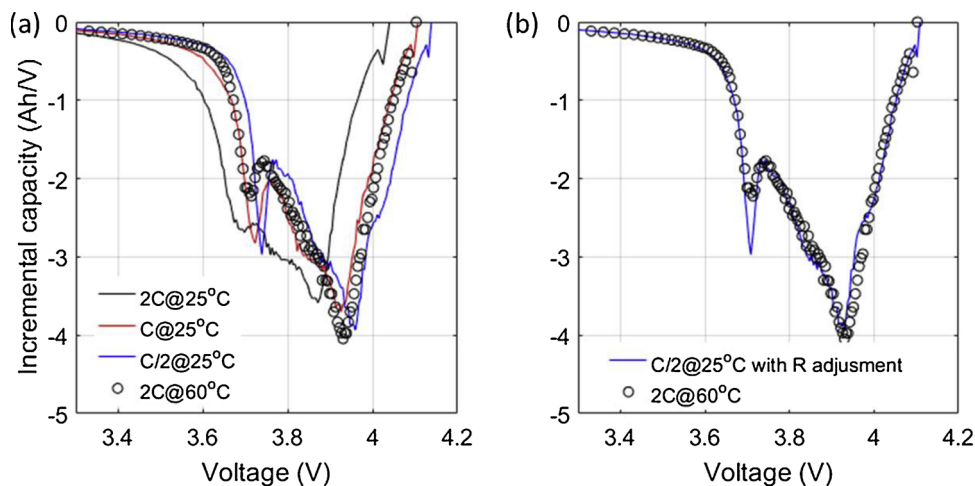 (a)
Incremental capacity (Ah/V)
0
-1
-2
-3
-4
-5
2C@25°C
C@25°C
C/2@25°C
2C@60°C
3.4 3.6 3.8 4 4.2
Voltage (V)
(b)
0
-1
-2
-3
-4
-5
C/2@25°C with R adjusment
2C@60°C
3.4 3.6 3.8 4 4.2
Voltage (V)